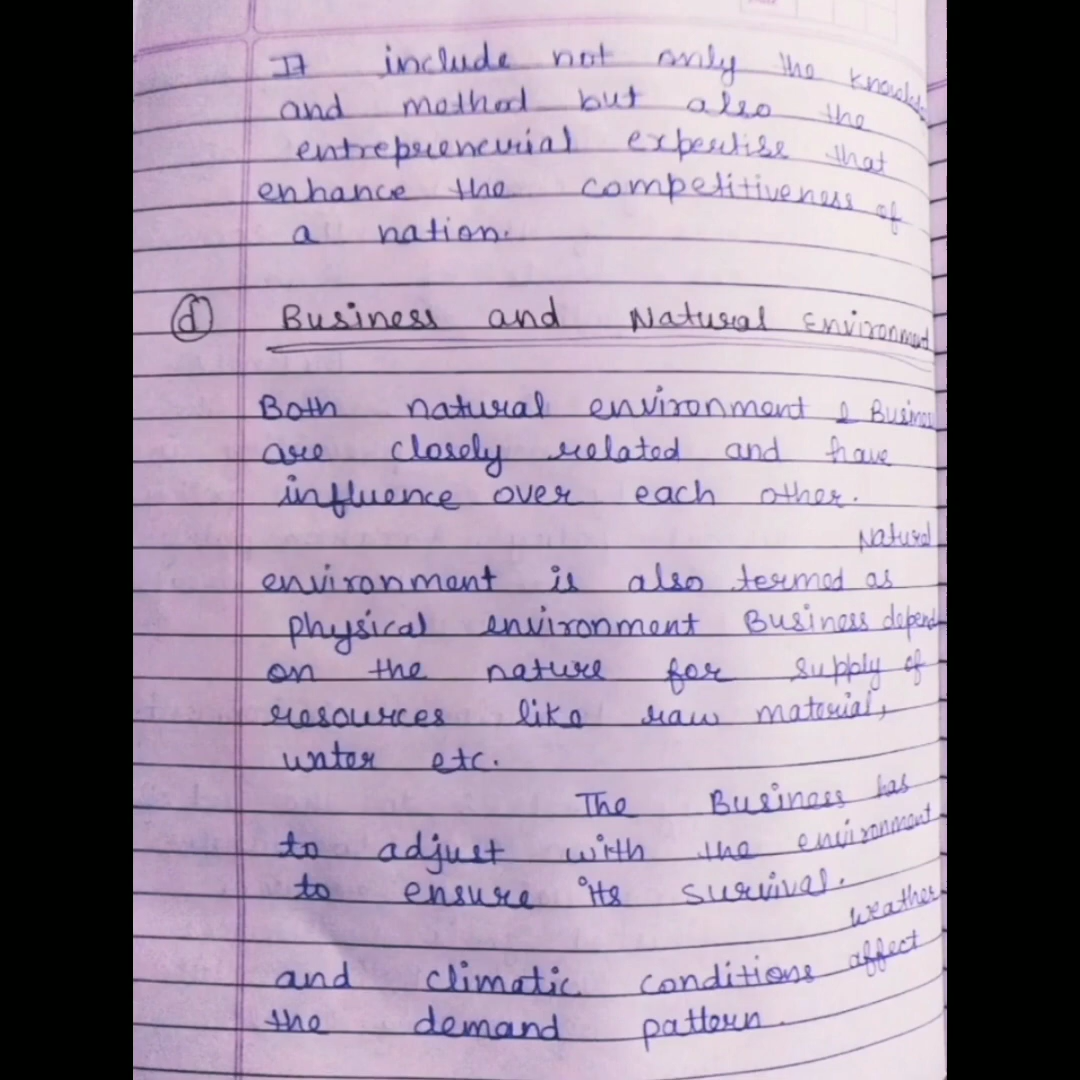 It include not only the knowledge
and method but also the
entrepreneurial expertise that
enhance the competitiveness of
a nation.
(d) Business and Natural Environment
Both natural environment & Business
are closely related and have
influence over each other.
Natural
environment is also termed as
physical environment Business depend
on the nature for supply of
resources like raw material,
water etc.
The Business has
to adjust with the environment
to ensure its survival.
weather
and climatic conditions affect
the demand pattern.